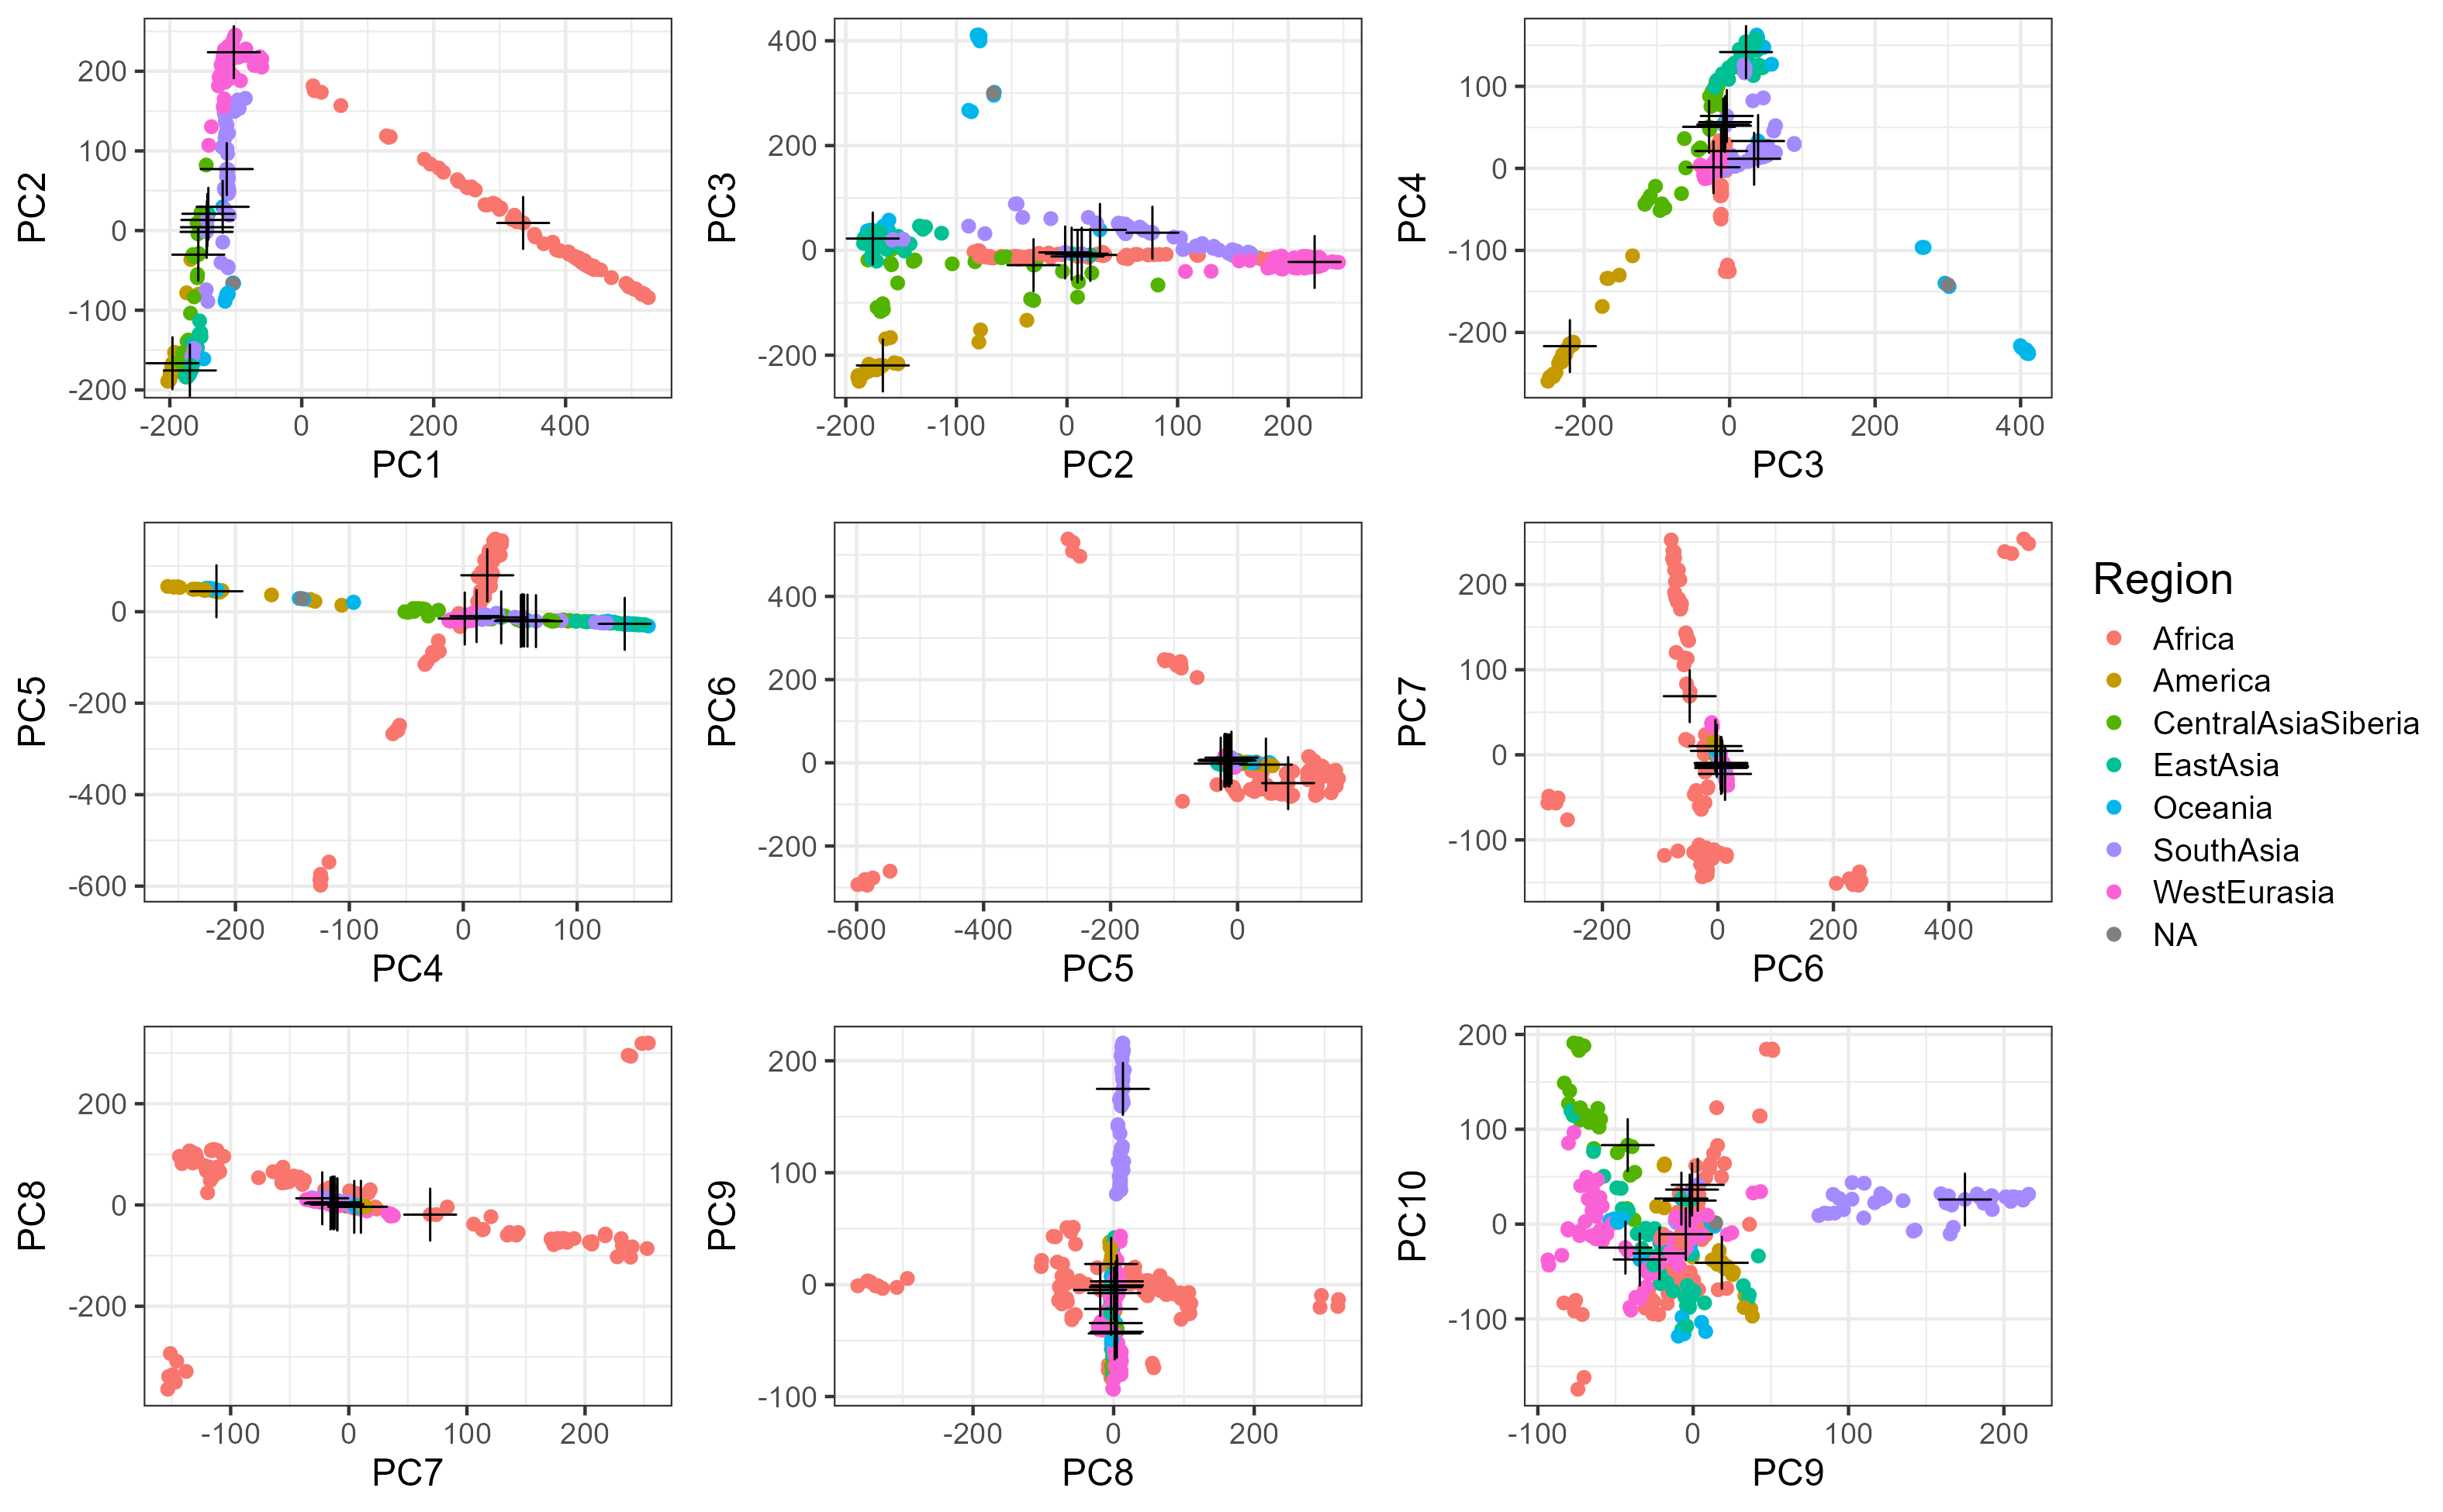 200
100
0
-100
-200
PC2
-200 0 200 400
PC1
400
200
0
-200
PC3
-200 -100 0 100 200
PC2
100
0
-100
-200
PC4
-200 0 200 400
PC3
0
-200
-400
-600
PC5
-200 -100 0 100
PC4
400
200
0
-200
PC6
-600 -400 -200 0
PC5
200
100
0
-100
PC7
-200 0 200 400
PC6
Region
Africa
America
CentralAsiaSiberia
EastAsia
Oceania
SouthAsia
WestEurasia
NA
200
0
-200
PC8
-100 0 100 200
PC7
200
100
0
-100
PC9
-200 0 200
PC8
200
100
0
-100
PC10
-100 0 100 200
PC9